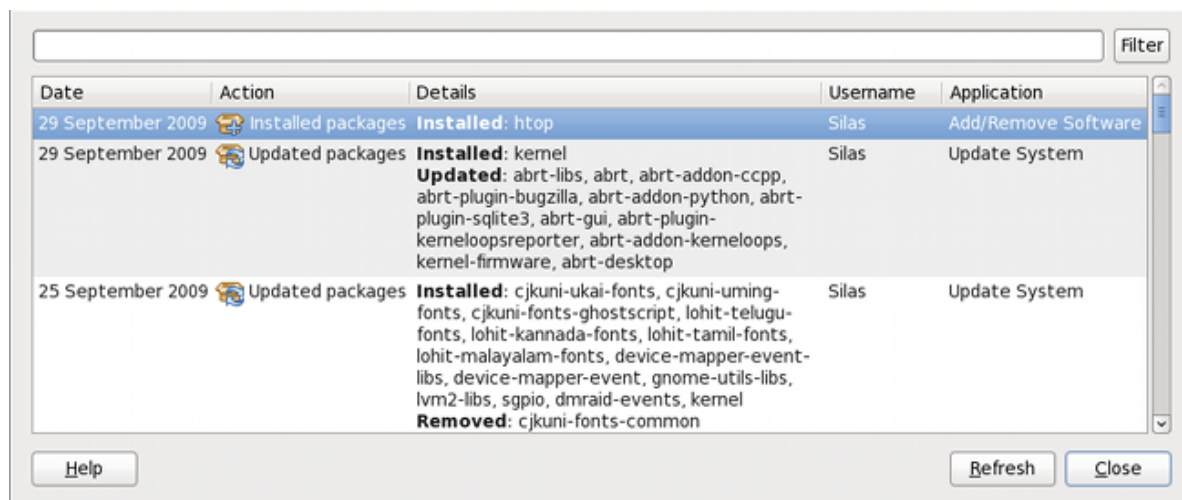 Filter
Date Action Details Username Application
29 September 2009 Installed packages Installed: htop Silas Add/Remove Software
29 September 2009 Updated packages Installed: kernel Silas Update System
Updated: abrt-libs, abrt, abrt-addon-ccpp,
abrt-plugin-bugzilla, abrt-addon-python, abrt-
plugin-sqlite3, abrt-gui, abrt-plugin-
kerneloopsreporter, abrt-addon-kerneloops,
kernel-firmware, abrt-desktop
25 September 2009 Updated packages Installed: cjkuni-ukai-fonts, cjkuni-uming- Silas Update System
fonts, cjkuni-fonts-ghostscript, lohit-telugu-
fonts, lohit-kannada-fonts, lohit-tamil-fonts,
lohit-malayalam-fonts, device-mapper-event-
libs, device-mapper-event, gnome-utils-libs,
lvm2-libs, sgpio, dmraid-events, kernel
Removed: cjkuni-fonts-common
Help Refresh Close